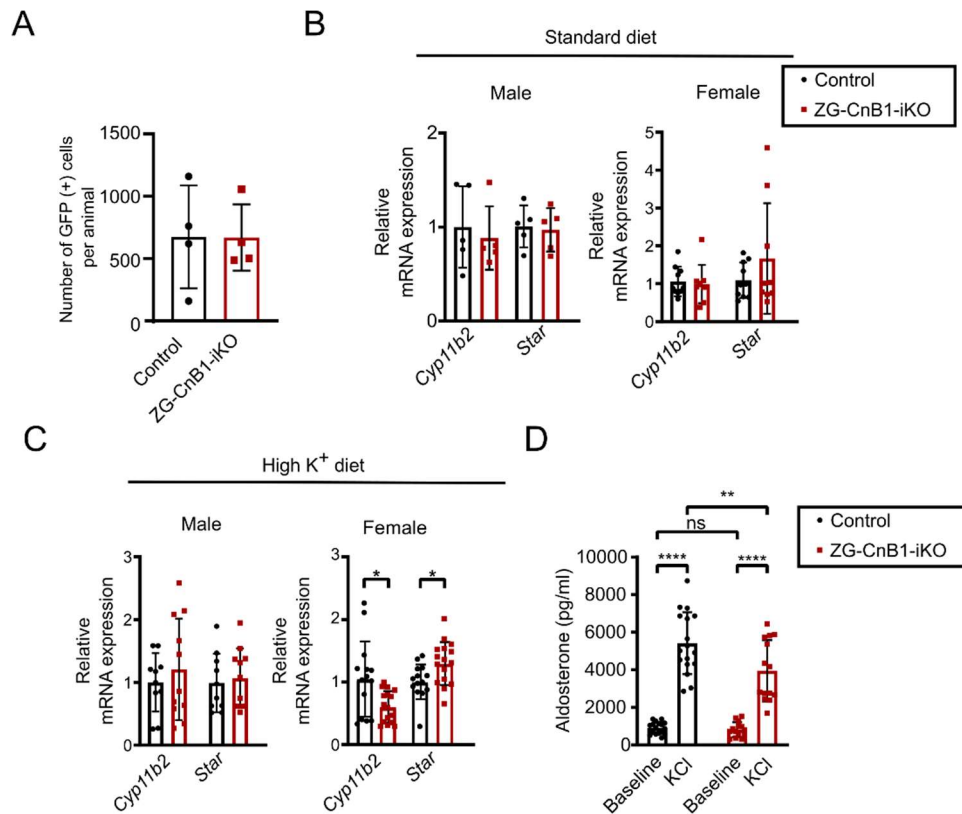 A
Number of GFP (+) cells
per animal
1500
1000
500
0
Control
ZG-CnB1-iKO
B
Standard diet
Control
ZG-CnB1-iKO
Male
Relative
mRNA expression
2
1
0
Cyp11b2
Star
Female
Relative
mRNA expression
5
4
3
2
1
0
Cyp11b2
Star
C
High K+ diet
Male
Relative
mRNA expression
3
2
1
0
Cyp11b2
Star
Female
Relative
mRNA expression
3
2
1
0
*
*
Cyp11b2
Star
D
Control
ZG-CnB1-iKO
**
ns
****
****
Aldosterone (pg/ml)
10000
8000
6000
4000
2000
0
Baseline
KCl
Baseline
KCl